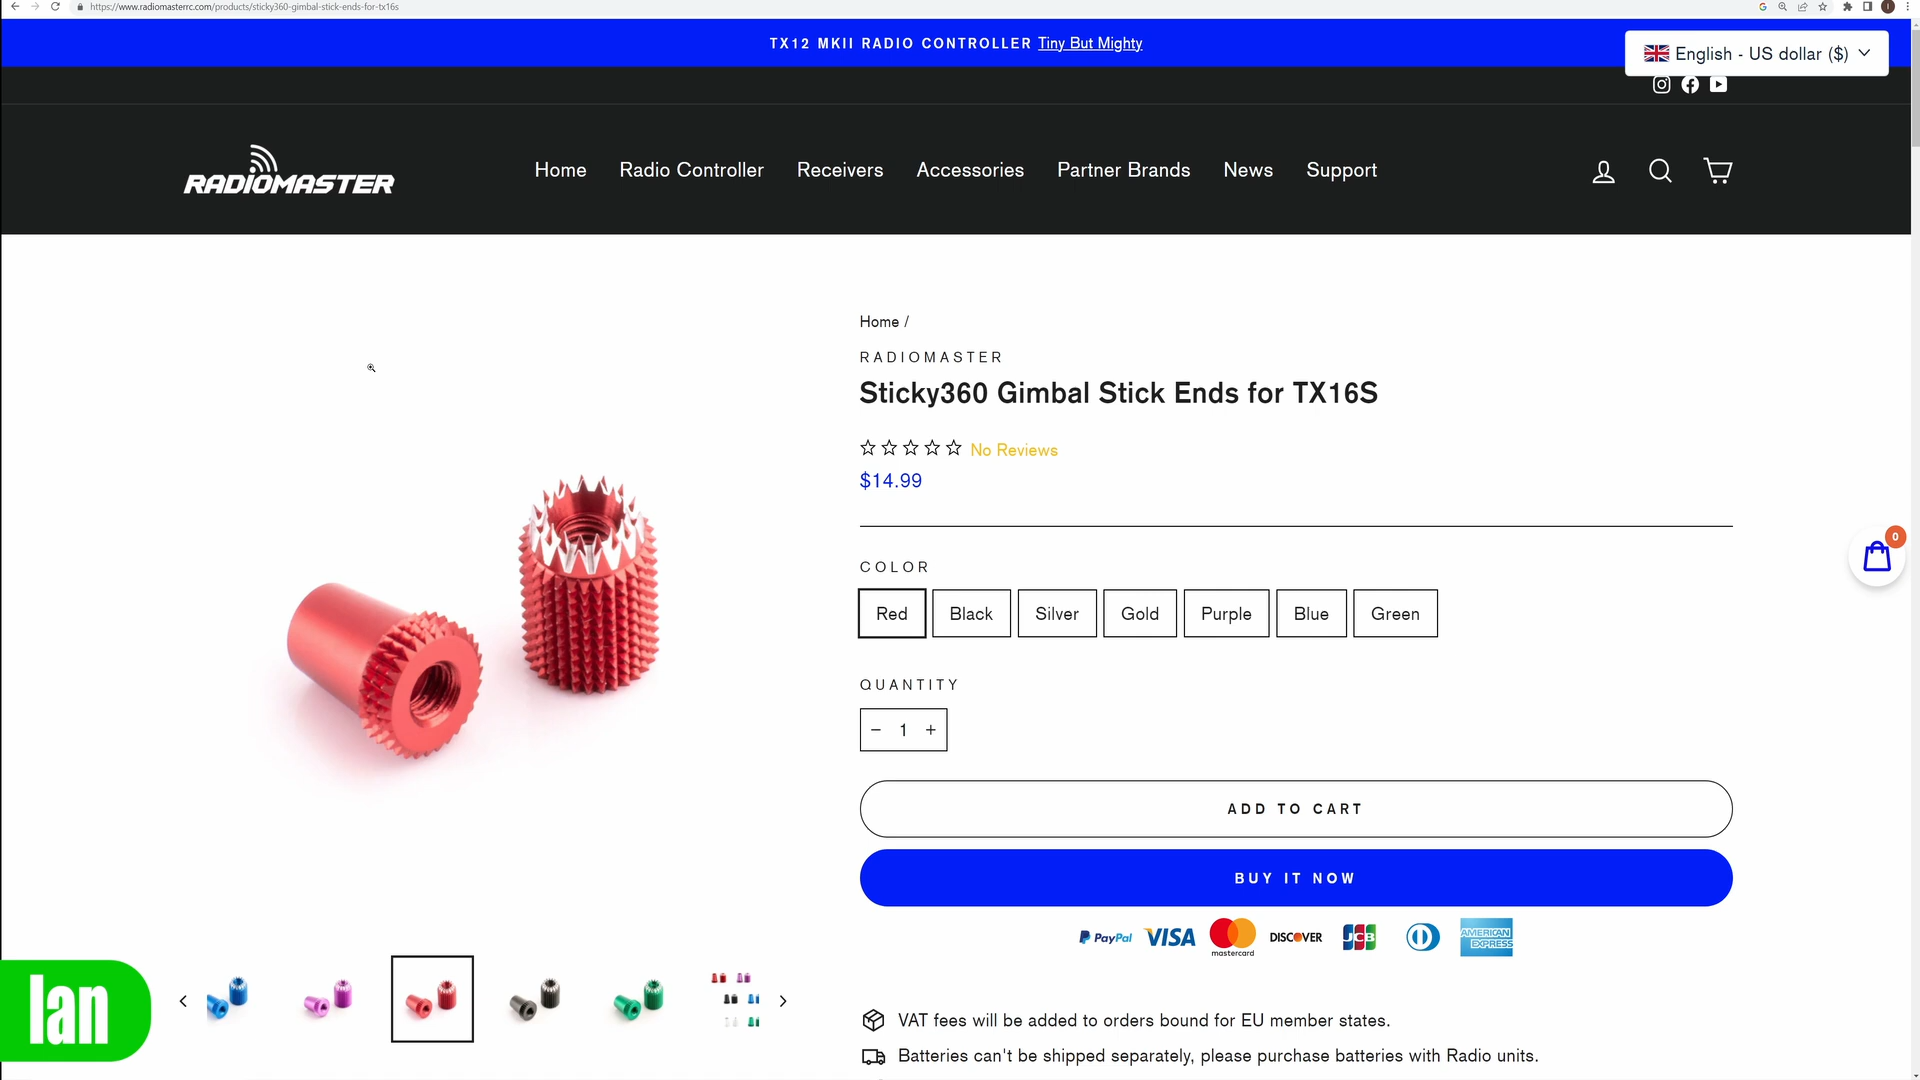 https://www.radiomasterrc.com/products/sticky360-gimbal-stick-ends-for-tx16s
TX12 MKII RADIO CONTROLLER Tiny But Mighty
English - US dollar ($)
RADIOMASTER
Home Radio Controller Receivers Accessories Partner Brands News Support
Home /
RADIOMASTER
Sticky360 Gimbal Stick Ends for TX16S
No Reviews
$14.99
0
COLOR
Red Black Silver Gold Purple Blue Green
QUANTITY
− 1 +
ADD TO CART
BUY IT NOW
PayPal VISA mastercard DISCOVER JCB AMERICAN EXPRESS
Ian
VAT fees will be added to orders bound for EU member states.
Batteries can't be shipped separately, please purchase batteries with Radio units.